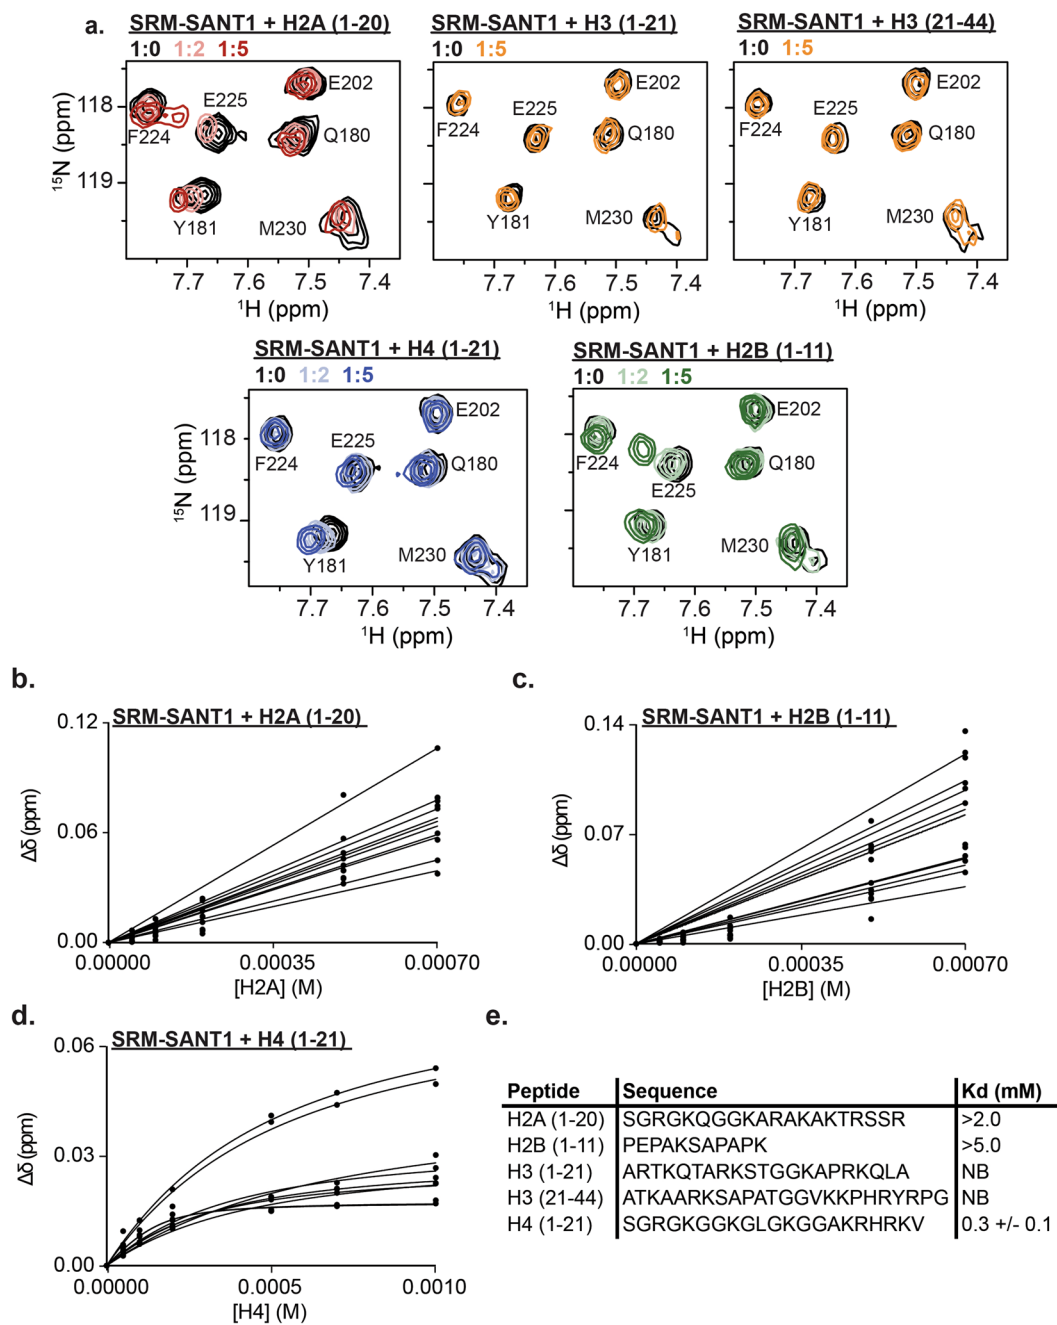 a.
SRM-SANT1 + H2A (1-20)
1:0 1:2 1:5
SRM-SANT1 + H3 (1-21)
1:0 1:5
SRM-SANT1 + H3 (21-44)
1:0 1:5
118
119
15N (ppm)
F224
E225
E202
Q180
Y181
M230
7.7 7.6 7.5 7.4
1H (ppm)
F224
E225
E202
Q180
Y181
M230
7.7 7.6 7.5 7.4
1H (ppm)
F224
E225
E202
Q180
Y181
M230
7.7 7.6 7.5 7.4
1H (ppm)
SRM-SANT1 + H4 (1-21)
1:0 1:2 1:5
118
119
15N (ppm)
F224
E225
E202
Q180
Y181
M230
7.7 7.6 7.5 7.4
1H (ppm)
SRM-SANT1 + H2B (1-11)
1:0 1:2 1:5
F224
E225
E202
Q180
Y181
M230
7.7 7.6 7.5 7.4
1H (ppm)
b.
SRM-SANT1 + H2A (1-20)
0.12
0.06
0.00
Δδ (ppm)
0.00000 0.00035 0.00070
[H2A] (M)
c.
SRM-SANT1 + H2B (1-11)
0.14
0.07
0.00
Δδ (ppm)
0.00000 0.00035 0.00070
[H2B] (M)
d.
SRM-SANT1 + H4 (1-21)
0.06
0.03
0.00
Δδ (ppm)
0.00000 0.0005 0.0010
[H4] (M)
e.
Peptide Sequence Kd (mM)
H2A (1-20) SGRGKQGGKARAKAKTRSSR >2.0
H2B (1-11) PEPAKSAPAPK >5.0
H3 (1-21) ARTKQTARKSTGGKAPRKQLA NB
H3 (21-44) ATKAARKSAPATGGVKKPHRYRPG NB
H4 (1-21) SGRGKGGKGLGKGGAKRHRKV 0.3 +/- 0.1